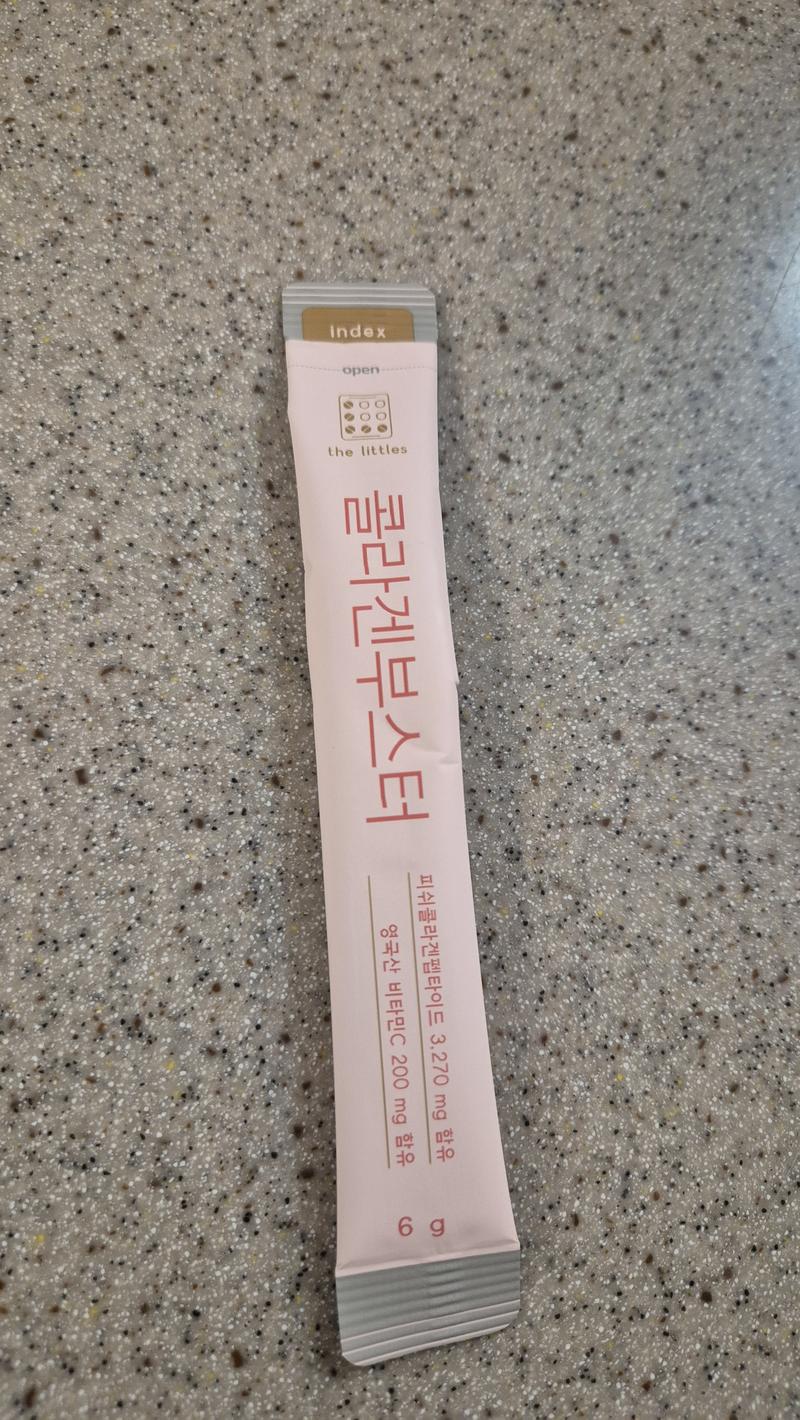 index
open
the littles
콜라겐부스터
피쉬콜라겐펩타이드 3,270 mg 함유
영국산 비타민C 200 mg 함유
6 g